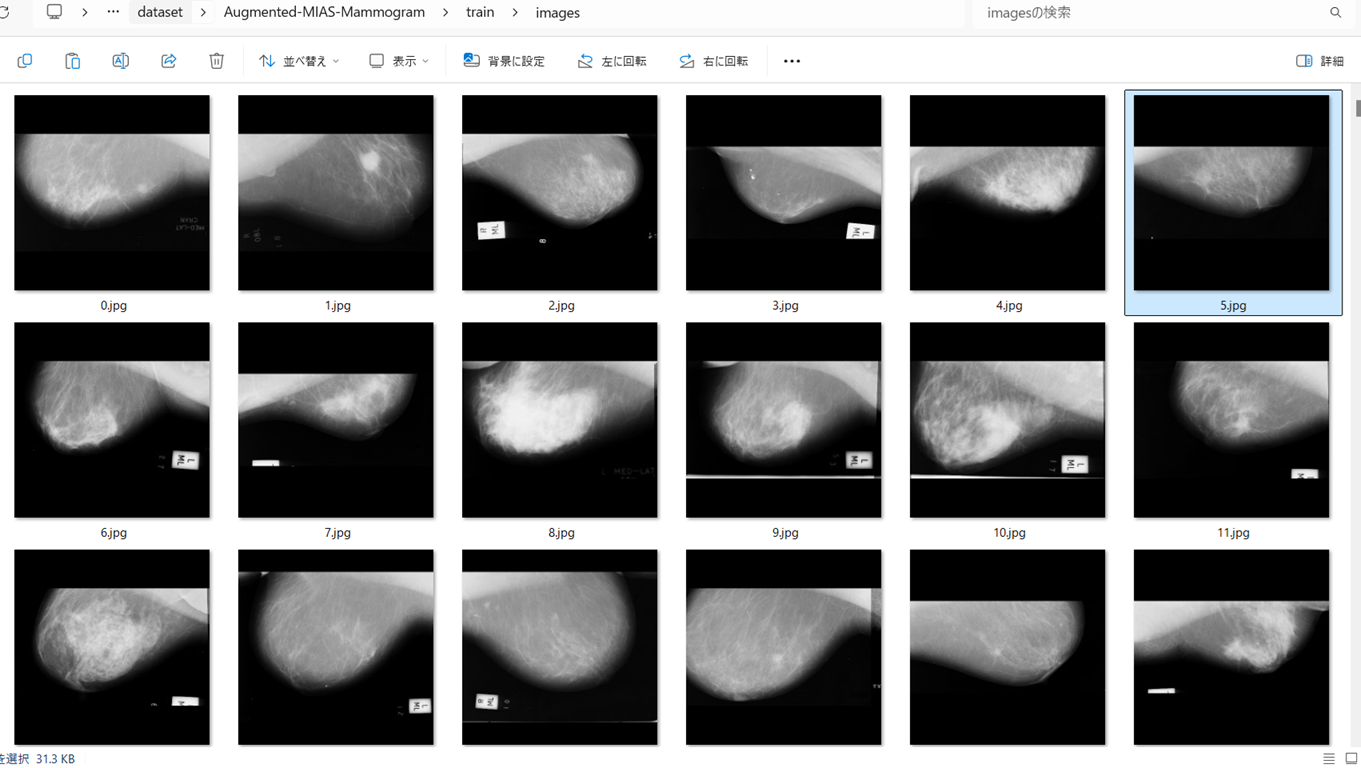 dataset Augmented-MIAS-Mammogram train images imagesの検索
並べ替え 表示 背景に設定 左に回転 右に回転 詳細
0.jpg 1.jpg 2.jpg 3.jpg 4.jpg 5.jpg
6.jpg 7.jpg 8.jpg 9.jpg 10.jpg 11.jpg
を選択 31.3 KB